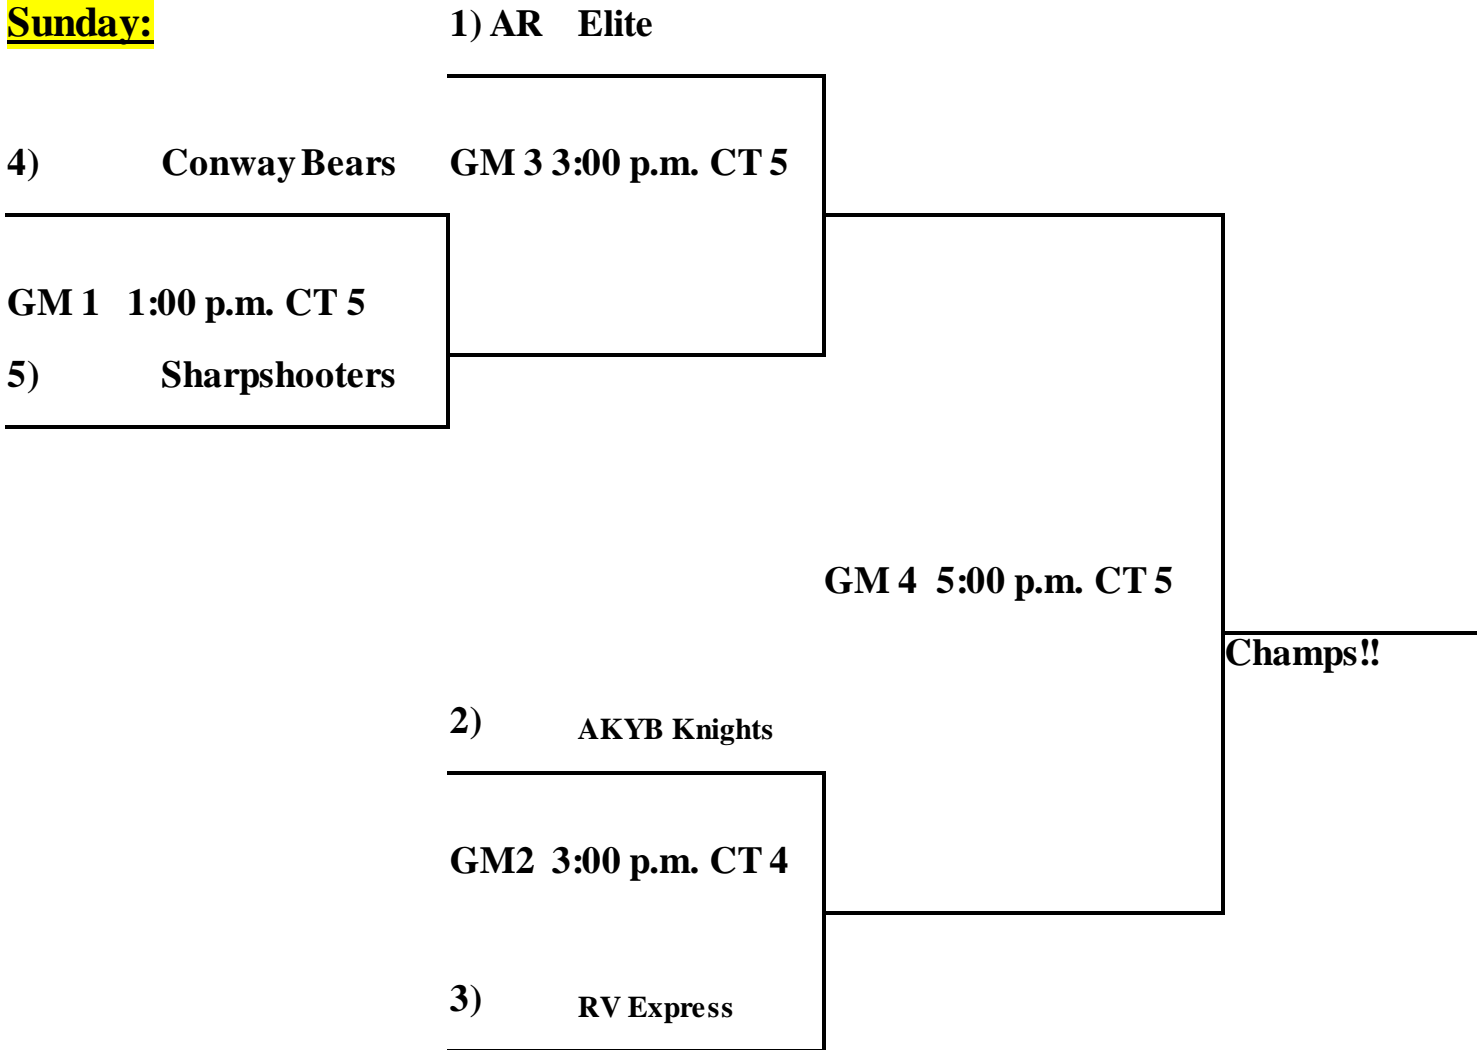 Sunday:
1) AR Elite
4) Conway Bears
GM 3 3:00 p.m. CT 5
GM 1 1:00 p.m. CT 5
5) Sharpshooters
GM 4 5:00 p.m. CT 5
Champs!!
2) AKYB Knights
GM2 3:00 p.m. CT 4
3) RV Express